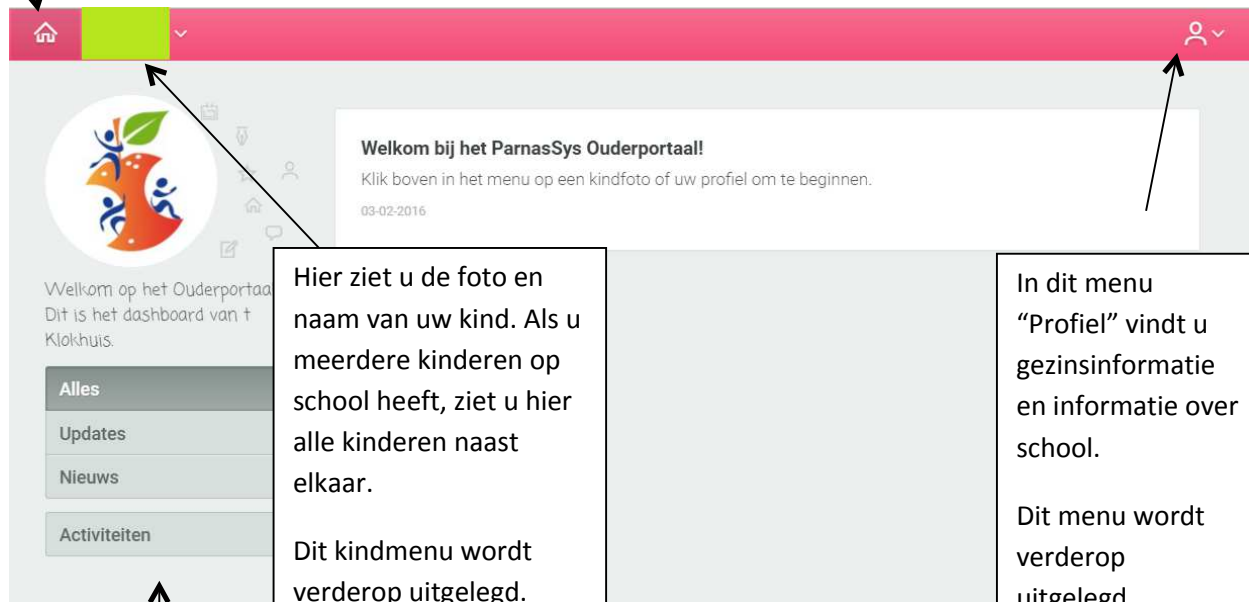 Welkom bij het ParnasSys Ouderportaal!
Klik boven in het menu op een kindfoto of uw profiel om te beginnen.
03-02-2016
Welkom op het Ouderportaa
Dit is het dashboard van t
Klokhuis.
Alles
Updates
Nieuws
Activiteiten
Hier ziet u de foto en
naam van uw kind. Als u
meerdere kinderen op
school heeft, ziet u hier
alle kinderen naast
elkaar.
Dit kindmenu wordt
verderop uitgelegd.
In dit menu
“Profiel” vindt u
gezinsinformatie
en informatie over
school.
Dit menu wordt
verderop
uitgelegd